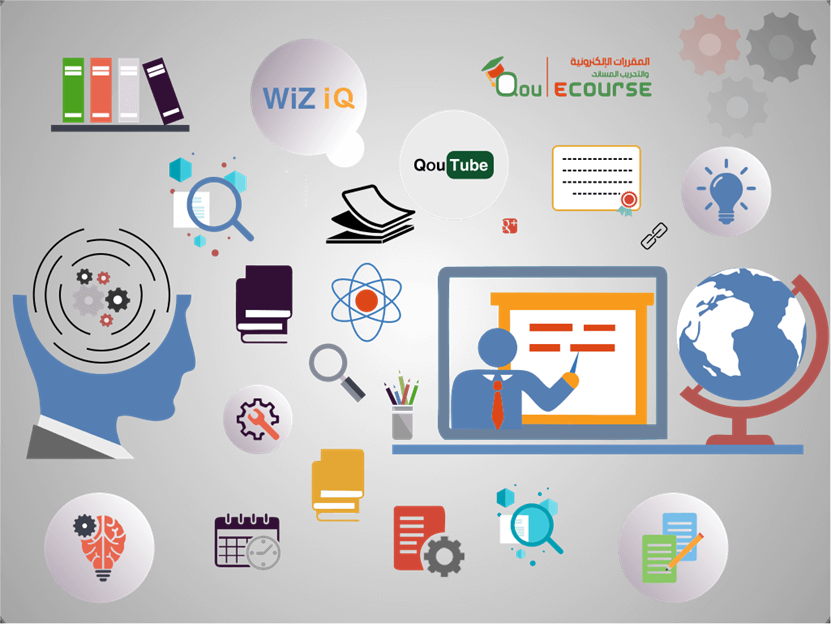 WiZ iQ
المقررات الإلكترونية
والتدريب المساند
Qou ECOURSE
QouTube
g+